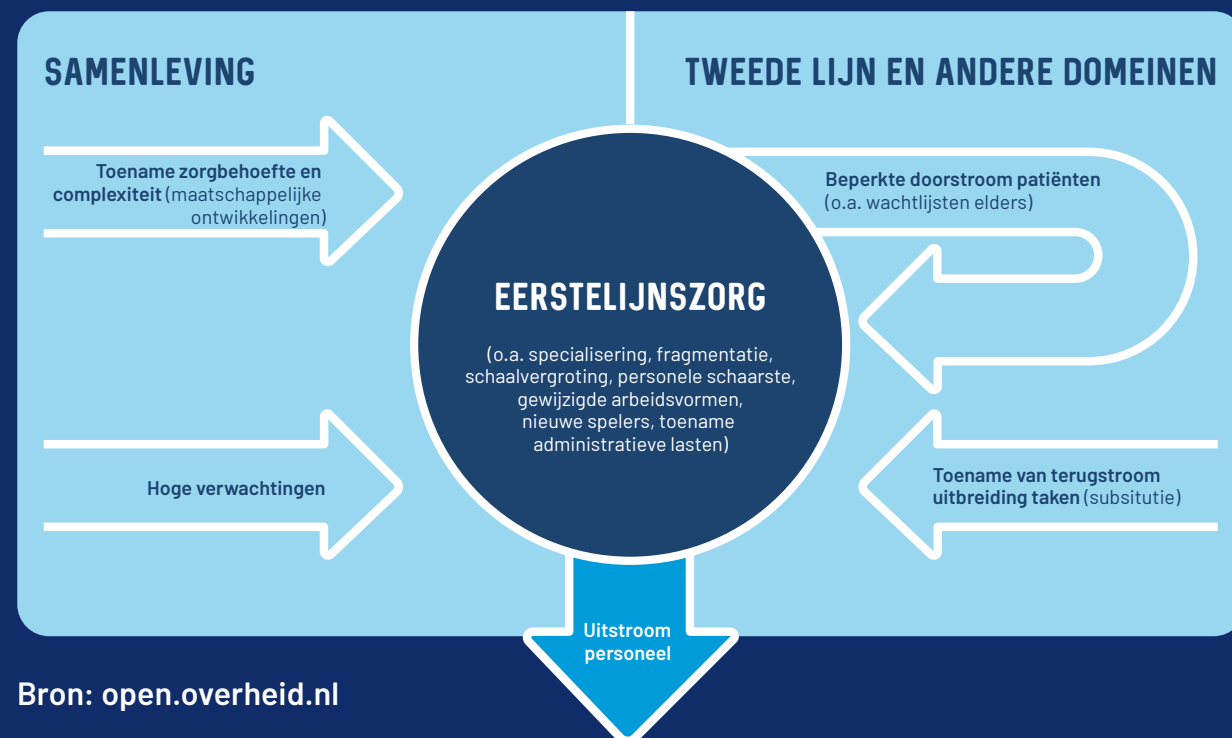 SAMENLEVING
TWEEDE LIJN EN ANDERE DOMEINEN
Toename zorgbehoefte en
complexiteit (maatschappelijke
ontwikkelingen)
Hoge verwachtingen
EERSTELIJNSZORG
(o.a. specialisering, fragmentatie,
schaalvergroting, personele schaarste,
gewijzigde arbeidsvormen,
nieuwe spelers, toename
administratieve lasten)
Beperkte doorstroom patiënten
(o.a. wachtlijsten elders)
Toename van terugstroom
uitbreiding taken (subsitutie)
Uitstroom
personeel
Bron: open.overheid.nl